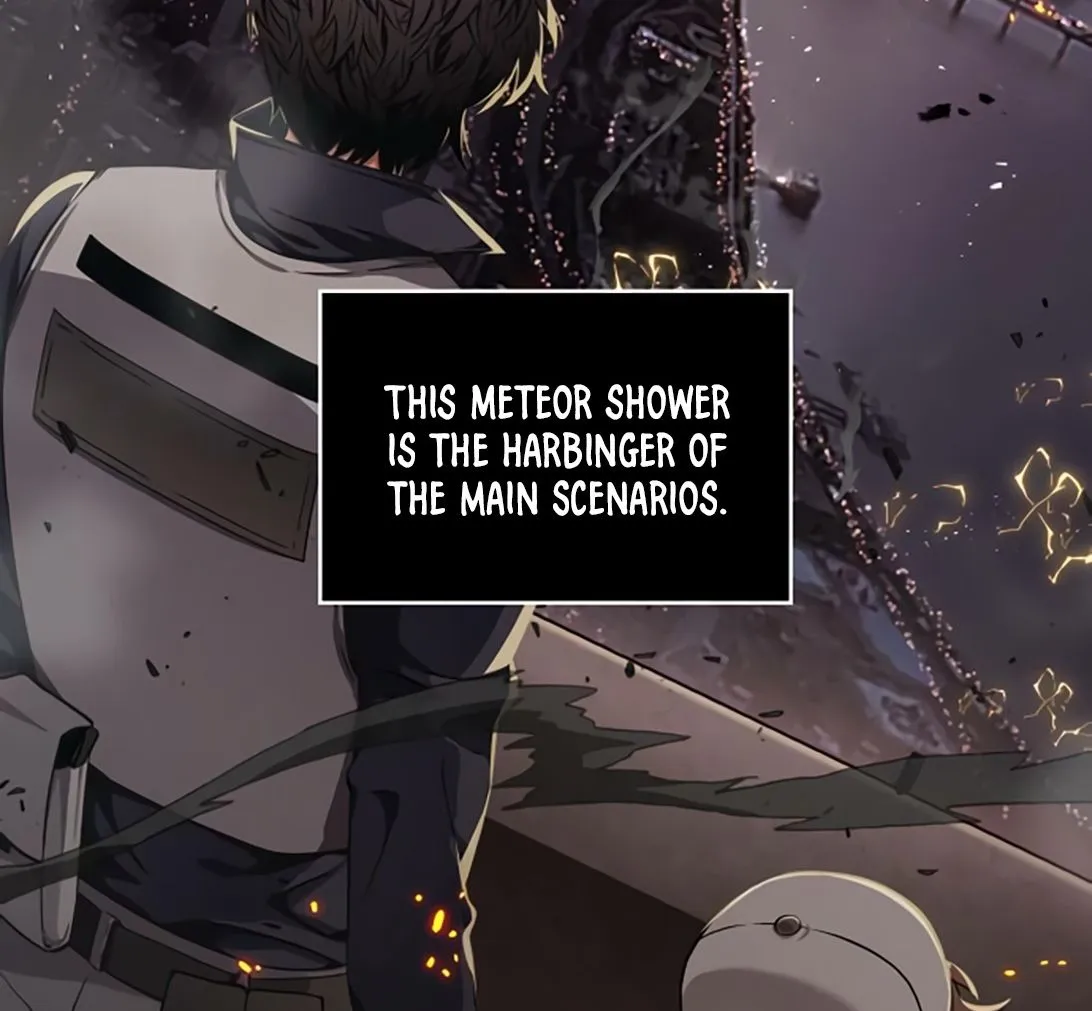 THIS METEOR SHOWER
IS THE HARBINGER OF
THE MAIN SCENARIOS.